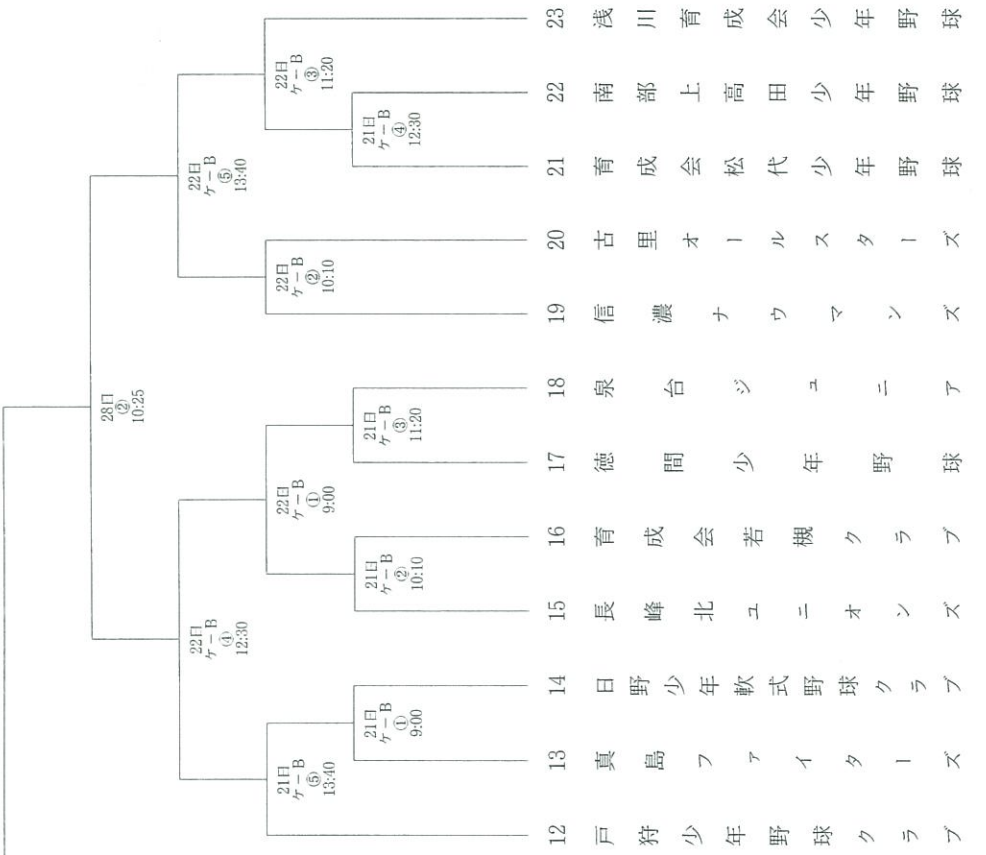 28日
②
10:25
22日
ケ－B
⑤
13:40
22日
ケ－B
④
12:30
22日
ケ－B
③
11:20
22日
ケ－B
②
10:10
22日
ケ－B
①
9:00
21日
ケ－B
⑤
13:40
21日
ケ－B
④
12:30
21日
ケ－B
③
11:20
21日
ケ－B
②
10:10
21日
ケ－B
①
9:00
23 浅川育成会少年野球
22 南部上高田少年野球
21 育成会松代少年野球
20 古里オールスターズ
19 信濃ナウマンズ
18 泉台ジュニア
17 徳間少年野球
16 育成会若槻クラブ
15 長峰北ユニオンズ
14 日野少年軟式野球クラブ
13 真島ファイターズ
12 戸狩少年野球クラブ